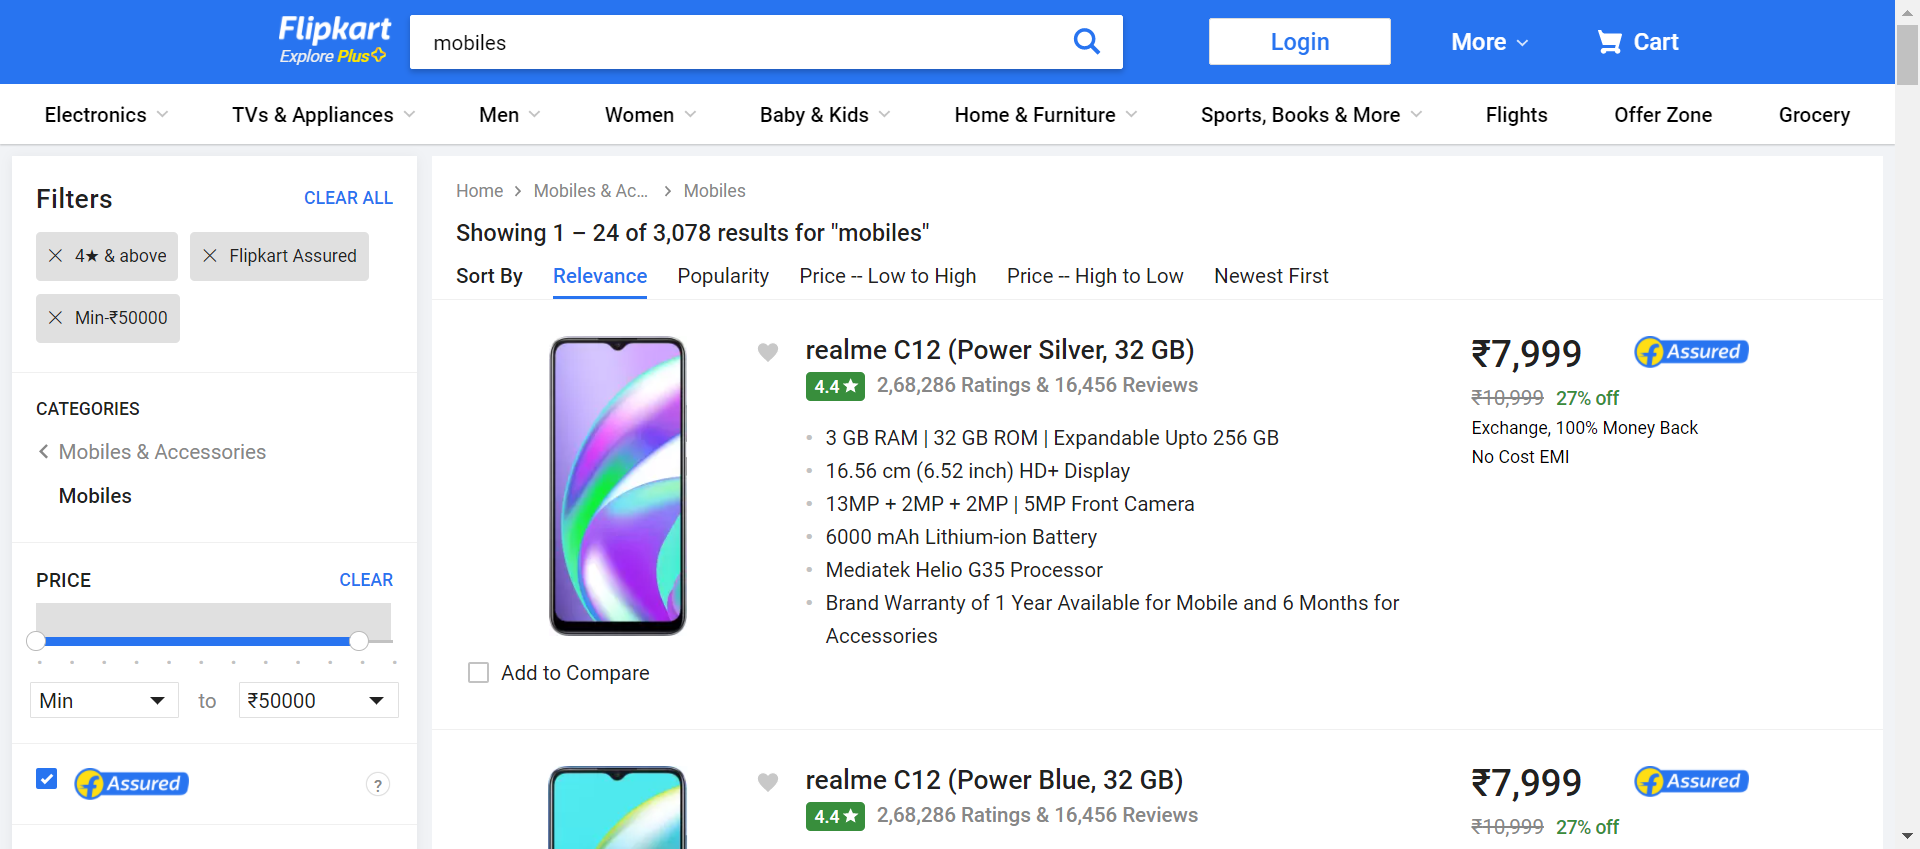 Flipkart
Explore Plus
mobiles
Login
More
Cart
Electronics
TVs & Appliances
Men
Women
Baby & Kids
Home & Furniture
Sports, Books & More
Flights
Offer Zone
Grocery
Filters
CLEAR ALL
4★ & above
Flipkart Assured
Min-₹50000
CATEGORIES
Mobiles & Accessories
Mobiles
PRICE
CLEAR
Min
to
₹50000
Assured
?
Home
Mobiles & Ac...
Mobiles
Showing 1 – 24 of 3,078 results for "mobiles"
Sort By
Relevance
Popularity
Price -- Low to High
Price -- High to Low
Newest First
realme C12 (Power Silver, 32 GB)
4.4★ 2,68,286 Ratings & 16,456 Reviews
3 GB RAM | 32 GB ROM | Expandable Upto 256 GB
16.56 cm (6.52 inch) HD+ Display
13MP + 2MP + 2MP | 5MP Front Camera
6000 mAh Lithium-ion Battery
Mediatek Helio G35 Processor
Brand Warranty of 1 Year Available for Mobile and 6 Months for
Accessories
Add to Compare
₹7,999
Assured
₹10,999 27% off
Exchange, 100% Money Back
No Cost EMI
realme C12 (Power Blue, 32 GB)
4.4★ 2,68,286 Ratings & 16,456 Reviews
₹7,999
Assured
₹10,999 27% off